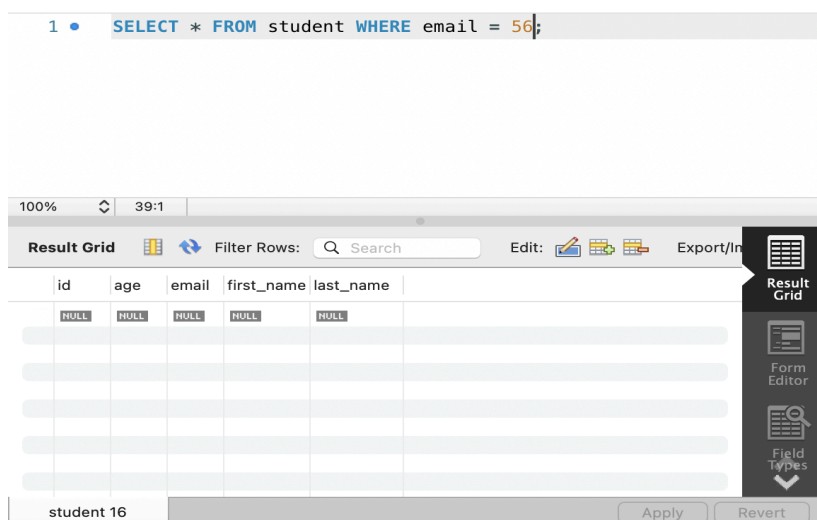 1 SELECT * FROM student WHERE email = 56;
100% 39:1
Result Grid Filter Rows: Search Edit: Export/In
Result Grid
id age email first_name last_name
NULL NULL NULL NULL NULL
Form Editor
Field Types
student 16 Apply Revert